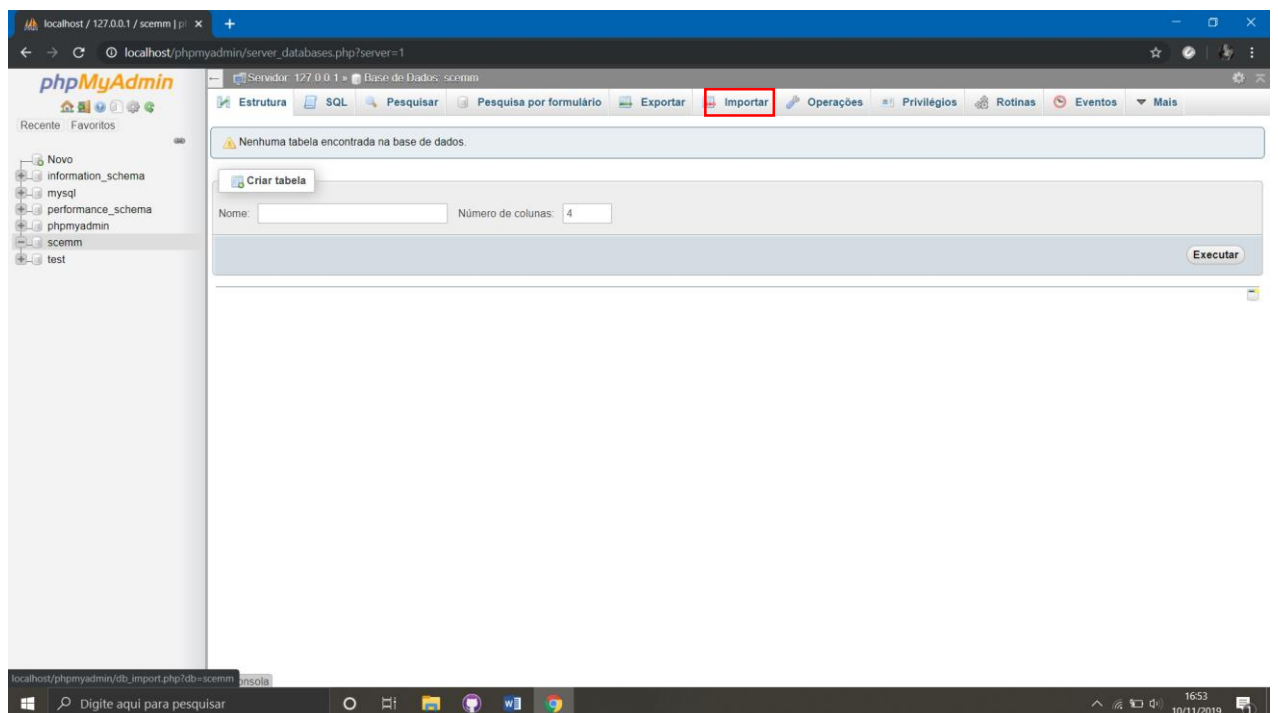 localhost / 127.0.0.1 / scemm | p
localhost/phpmyadmin/server_databases.php?server=1
phpMyAdmin
Recente Favoritos
Novo
information_schema
mysql
performance_schema
phpmyadmin
scemm
test
Servidor: 127.0.0.1 » Base de Dados: scemm
Estrutura SQL Pesquisar Pesquisa por formulário Exportar Importar Operações Privilégios Rotinas Eventos Mais
Nenhuma tabela encontrada na base de dados.
Criar tabela
Nome: Número de colunas: 4
Executar
localhost/phpmyadmin/db_import.php?db=scemm
onsola
Digite aqui para pesquisar
16:53
10/11/2019